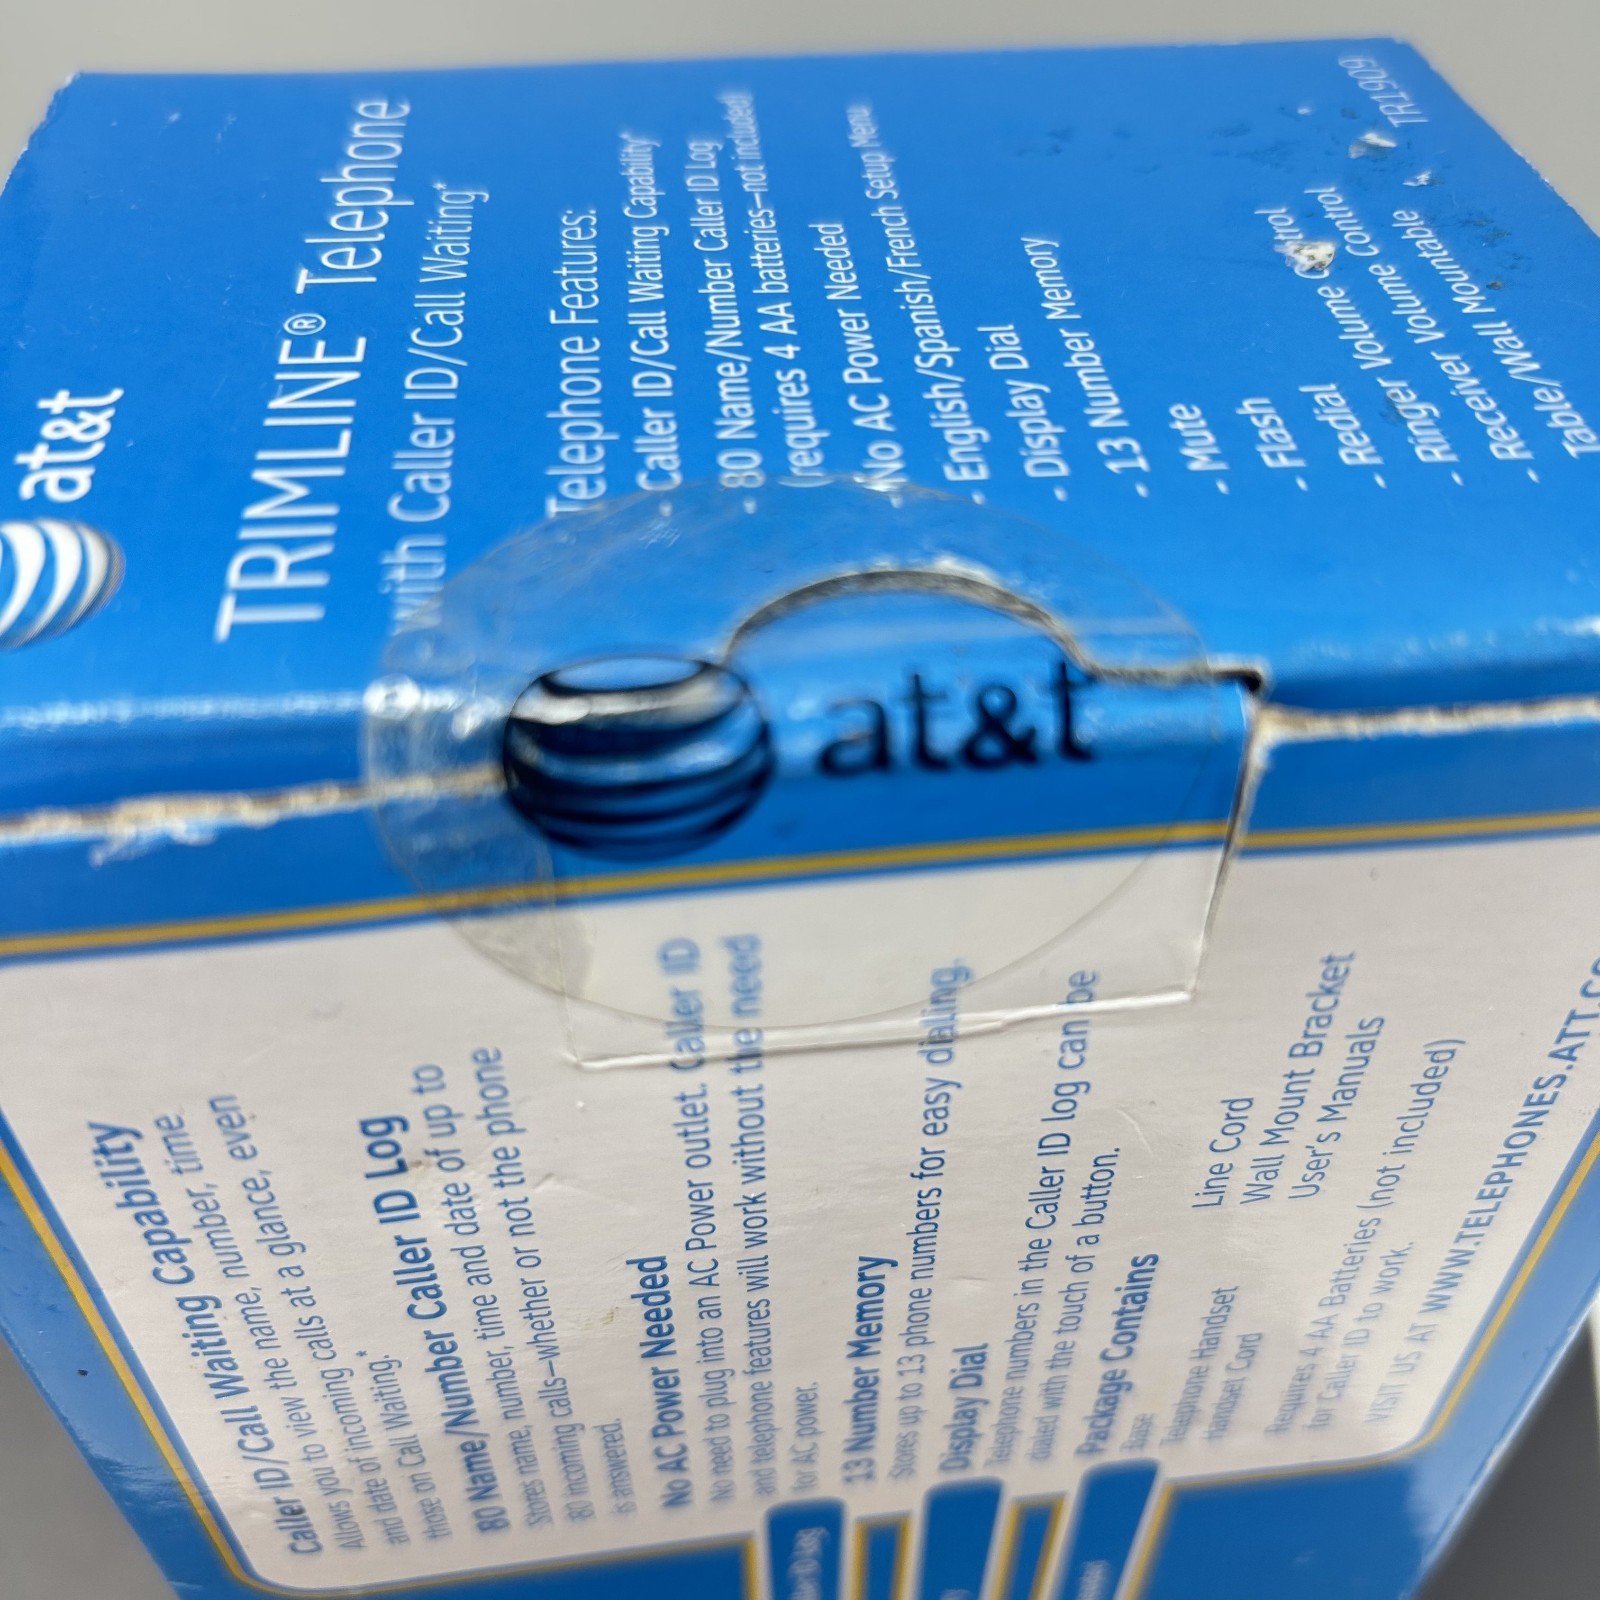 at&t
TRIMLINE® Telephone
with Caller ID/Call Waiting*
Telephone Features:
- Caller ID/Call Waiting Capability*
- 80 Name/Number Caller ID Log
(requires 4 AA batteries—not included)
- No AC Power Needed
- English/Spanish/French Setup Menu
- Display Dial
- 13 Number Memory
- Mute
- Flash
- Redial
- Ringer Volume Control
- Receiver Volume Control
- Table/Wall Mountable
TR1909
at&t
Caller ID/Call Waiting Capability
Allows you to view the name, number, time
and date of incoming calls at a glance, even
those on Call Waiting.*
80 Name/Number Caller ID Log
Stores name, number, time and date of up to
80 incoming calls—whether or not the phone
is answered.
No AC Power Needed
No need to plug into an AC Power outlet. Caller ID
and telephone features will work without the need
for AC power.
13 Number Memory
Stores up to 13 phone numbers for easy dialing.
Display Dial
Telephone numbers in the Caller ID log can be
dialed with the touch of a button.
Package Contains
Base
Telephone Handset
Handset Cord
Line Cord
Wall Mount Bracket
User's Manuals
Requires 4 AA Batteries (not included)
for Caller ID to work.
VISIT US AT WWW.TELEPHONES.ATT.CO